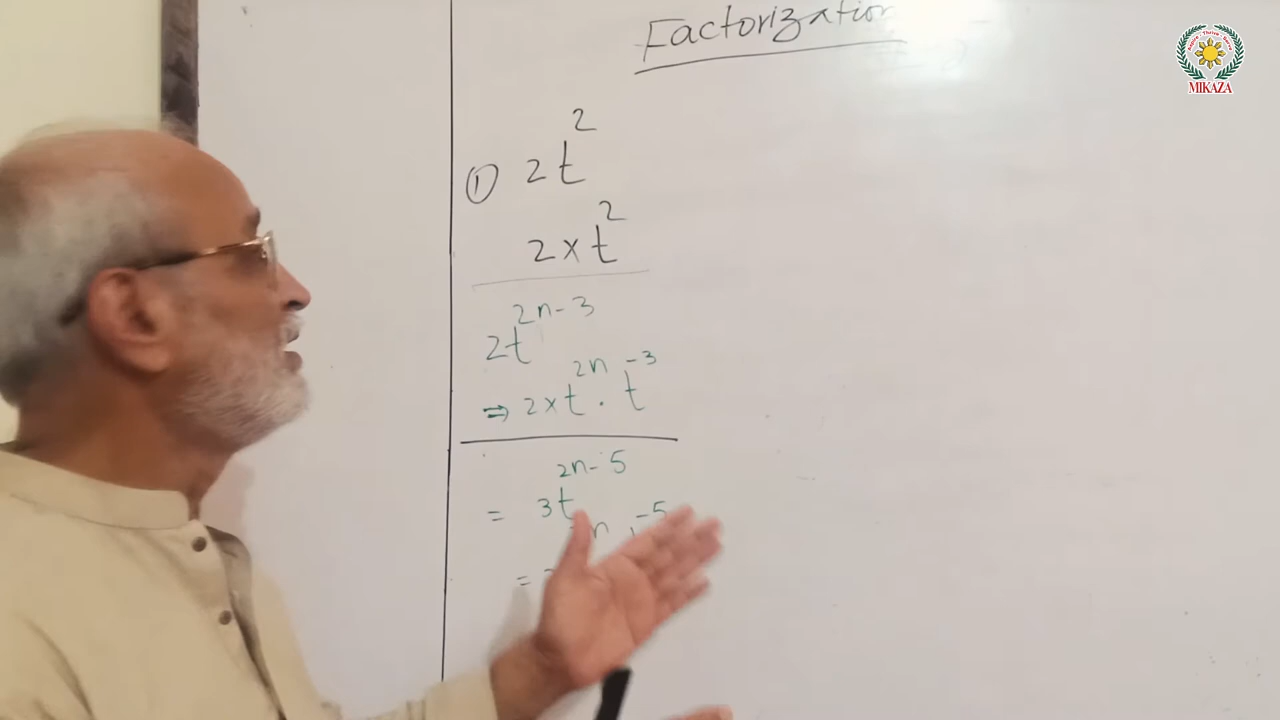 Factorization
① 2t²
2×t²
2t^{2n-3}
⇒ 2×t^{2n} · t^{-3}
= 3t^{2n-5}
=
MIKAZA